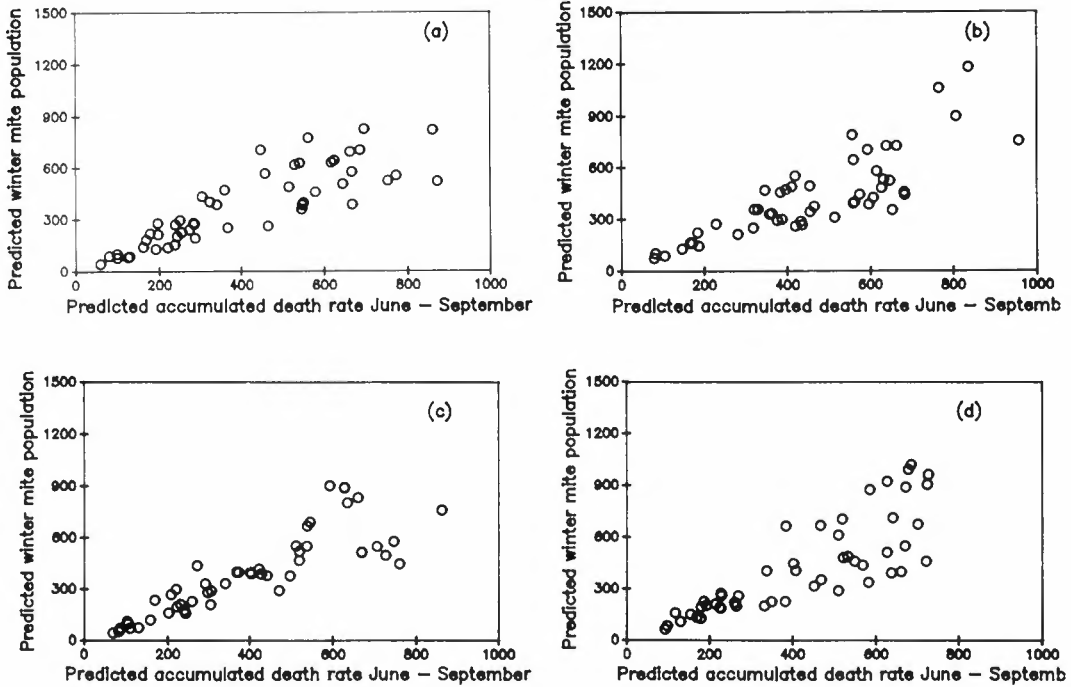 1500
1200
900
600
300
0
Predicted winter mite population
(a)
0 200 400 600 800 1000
Predicted accumulated death rate June – September
1500
1200
900
600
300
0
Predicted winter mite population
(b)
0 200 400 600 800 1000
Predicted accumulated death rate June – Septemb
1500
1200
900
600
300
0
Predicted winter mite population
(c)
0 200 400 600 800 1000
Predicted accumulated death rate June – September
1500
1200
900
600
300
0
Predicted winter mite population
(d)
0 200 400 600 800 1000
Predicted accumulated death rate June – Septemb